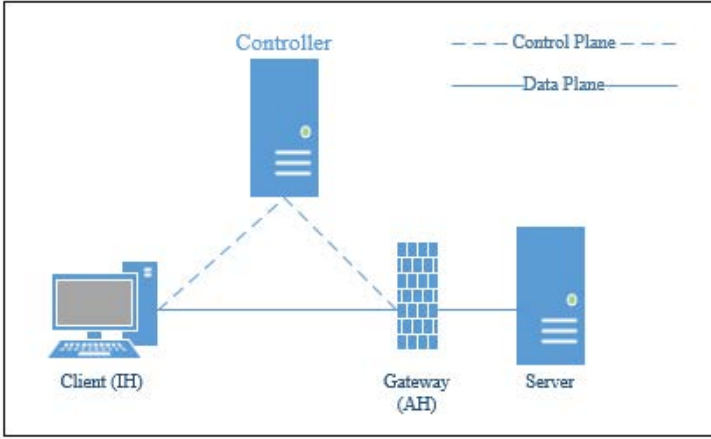 Controller
Control Plane
Data Plane
Client (IH)
Gateway
(AH)
Server